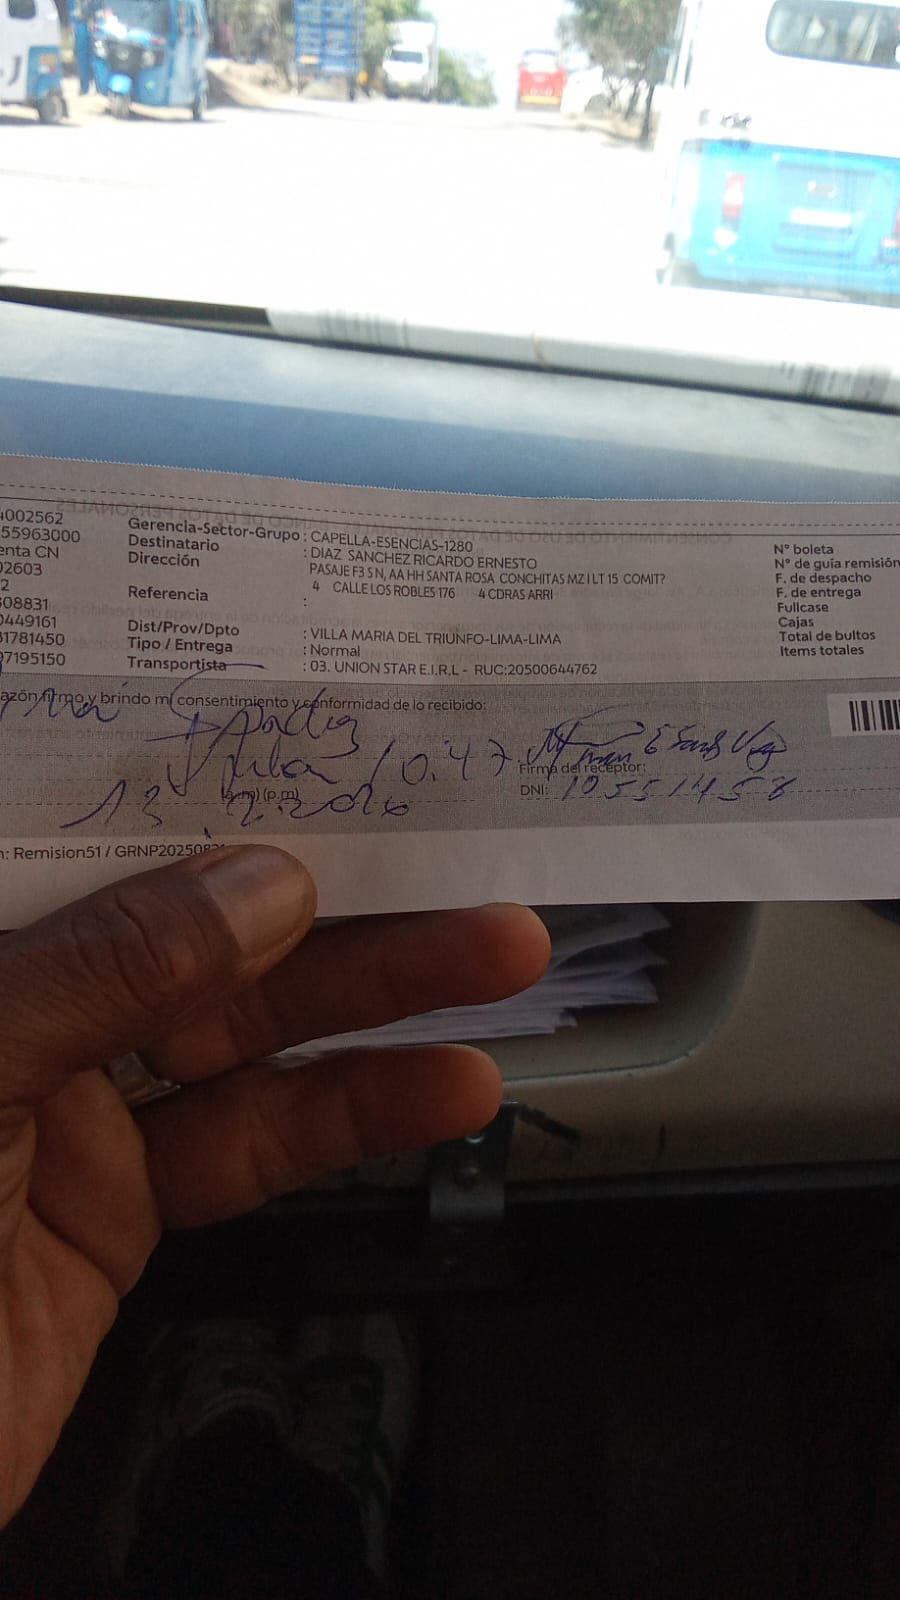 4002562
55963000
enta CN
02603
2
308831
0449161
81781450
97195150
Gerencia-Sector-Grupo : CAPELLA-ESENCIAS-1280
Destinatario : DIAZ SANCHEZ RICARDO ERNESTO
Dirección PASAJE F3 S N, AA HH SANTA ROSA CONCHITAS MZ I LT 15 COMIT?
4 CALLE LOS ROBLES 176 4 CDRAS ARRI
Referencia :
Dist/Prov/Dpto : VILLA MARIA DEL TRIUNFO-LIMA-LIMA
Tipo / Entrega : Normal
Transportista : 03. UNION STAR E.I.R.L - RUC:20500644762
N° boleta
N° de guía remisión
F. de despacho
F. de entrega
Fullcase
Cajas
Total de bultos
Items totales
azón firmo y brindo mi consentimiento y conformidad de lo recibido:
10:47
Firma del receptor:
(a.m) (p.m)
DNI: 10551458
n: Remision51 / GRNP202508